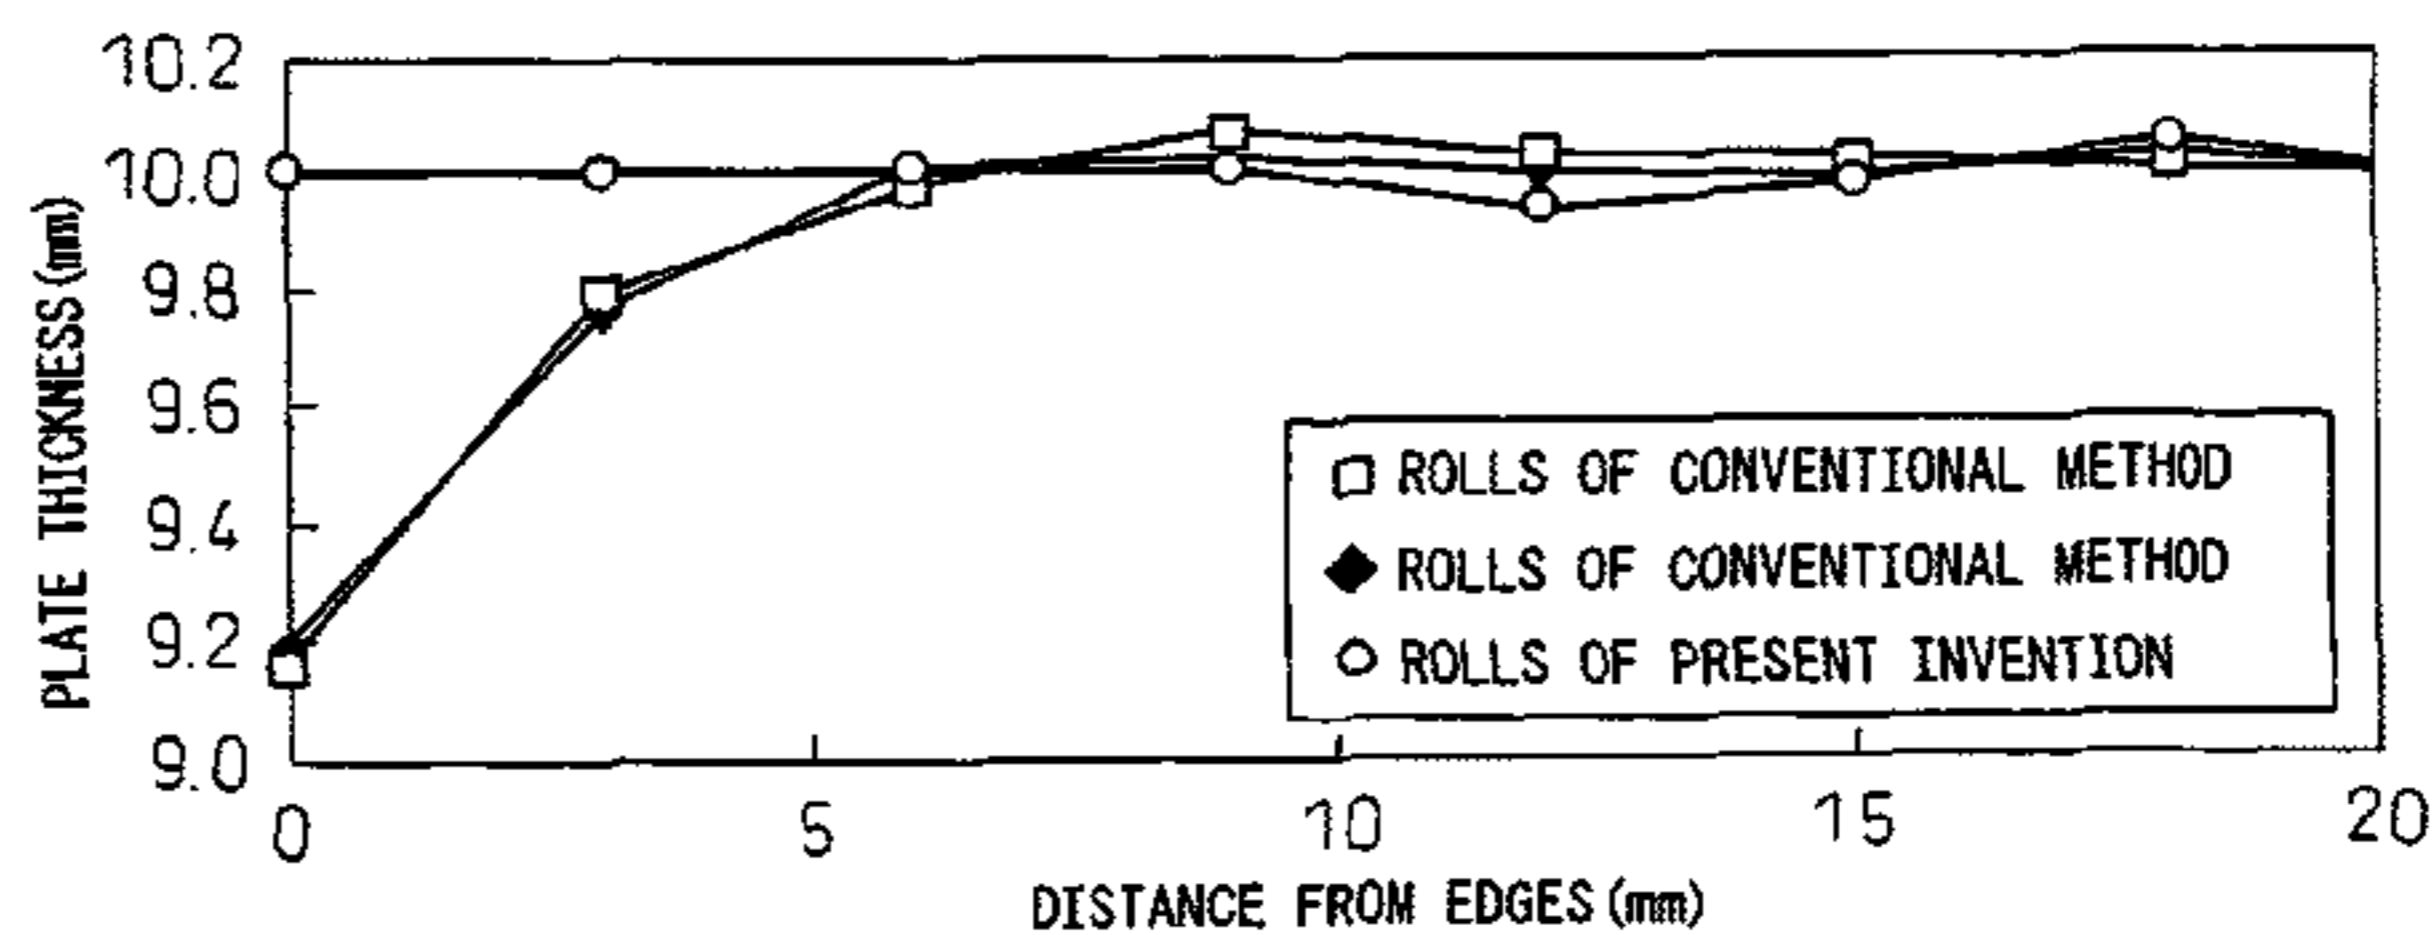 10.2
10.0
9.8
9.6
9.4
9.2
9.0
PLATE THICKNESS(mm)
□ ROLLS OF CONVENTIONAL METHOD
◆ ROLLS OF CONVENTIONAL METHOD
○ ROLLS OF PRESENT INVENTION
0 5 10 15 20
DISTANCE FROM EDGES(mm)